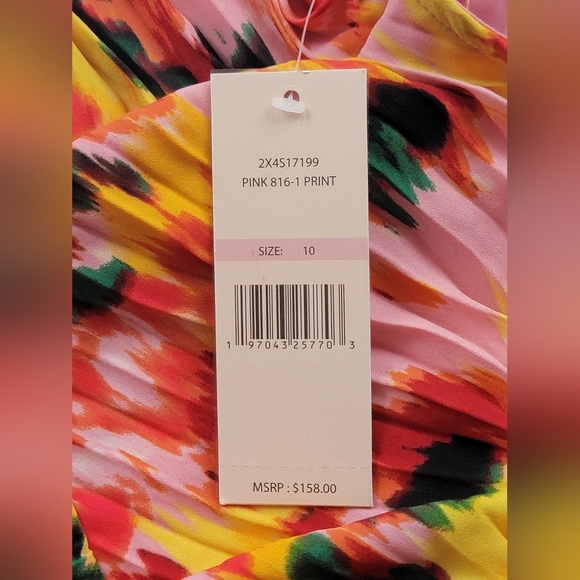 2X4S17199
PINK 816-1 PRINT
SIZE: 10
1 97043 25770 3
MSRP : $158.00